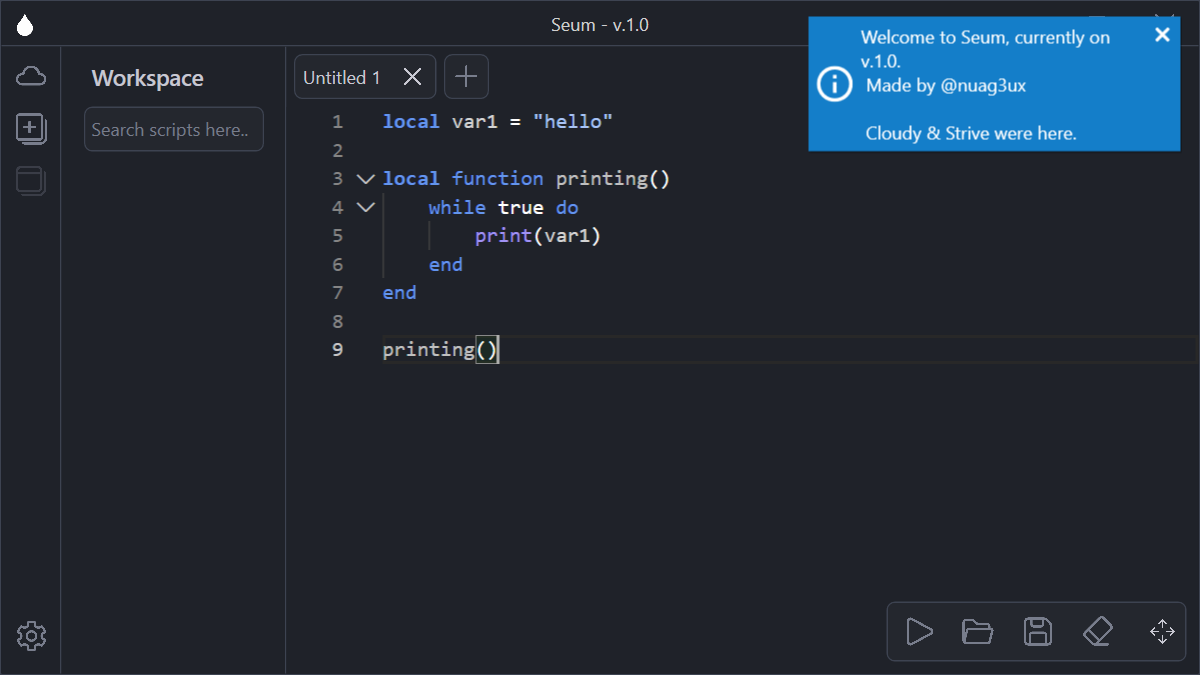 Seum - v.1.0
Welcome to Seum, currently on
v.1.0.
Made by @nuag3ux
Cloudy & Strive were here.
Workspace
Search scripts here..
Untitled 1
1 local var1 = "hello"
2
3 local function printing()
4 while true do
5 print(var1)
6 end
7 end
8
9 printing()